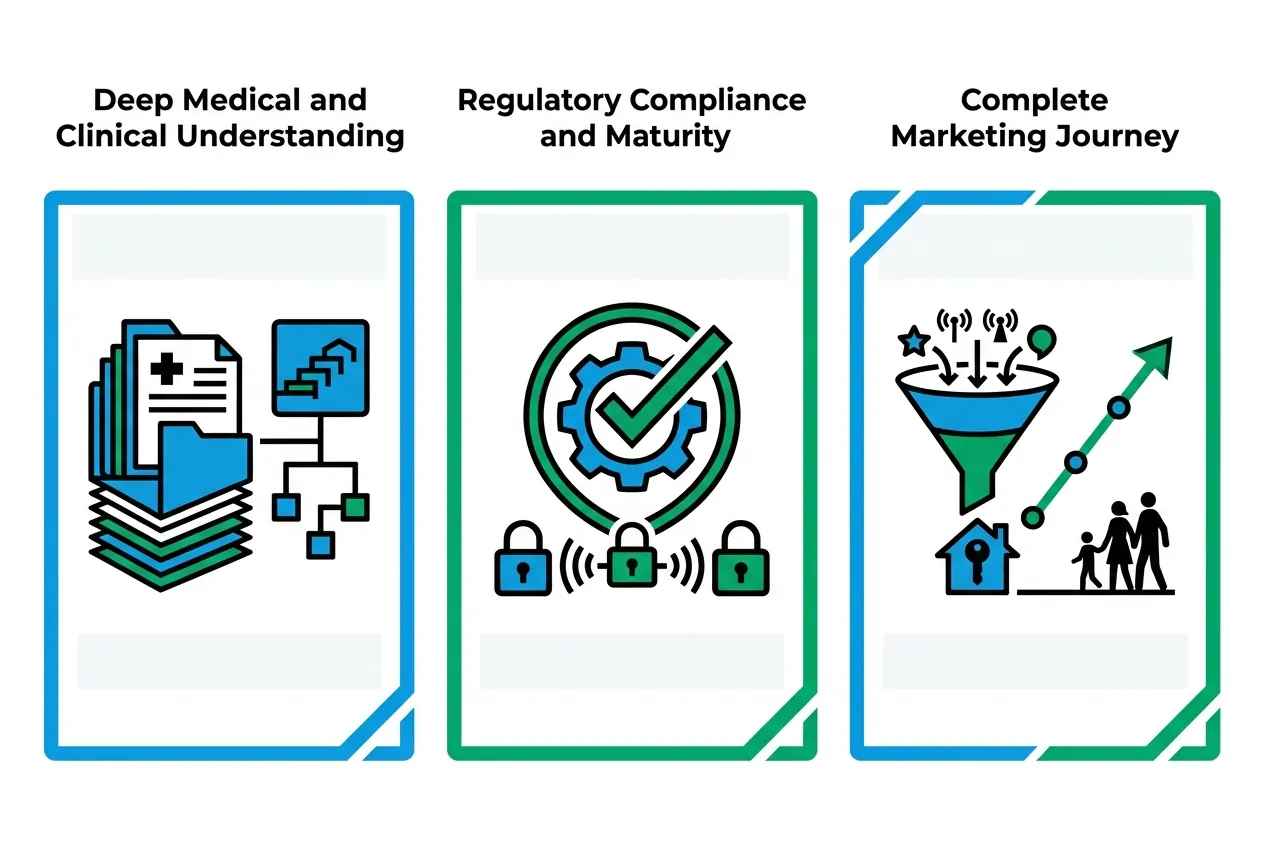 Deep Medical and
Clinical Understanding
Regulatory Compliance
and Maturity
Complete
Marketing Journey